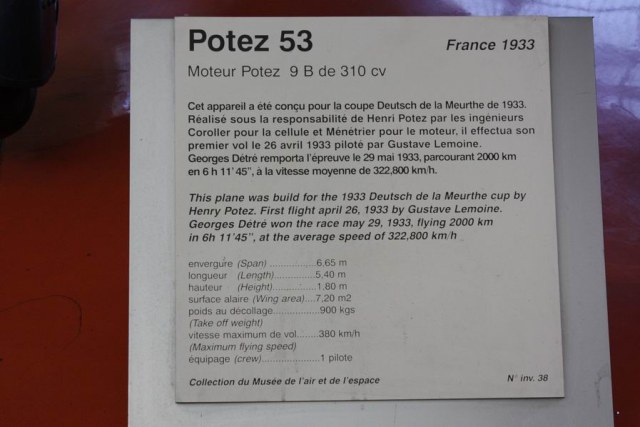 Potez 53
France 1933
Moteur Potez 9 B de 310 cv
Cet appareil a été conçu pour la coupe Deutsch de la Meurthe de 1933.
Réalisé sous la responsabilité de Henri Potez par les ingénieurs
Coroller pour la cellule et Ménétrier pour le moteur, il effectua son
premier vol le 26 avril 1933 piloté par Gustave Lemoine.
Georges Détré remporta l'épreuve le 29 mai 1933, parcourant 2000 km
en 6 h 11'45", à la vitesse moyenne de 322,800 km/h.
This plane was build for the 1933 Deutsch de la Meurthe cup by
Henry Potez. First flight april 26, 1933 by Gustave Lemoine.
Georges Détré won the race may 29, 1933, flying 2000 km
in 6h 11'45", at the average speed of 322,800 km/h
envergure (Span) ................6,65 m
longueur (Length)..............5,40 m
hauteur (Height)...............1,80 m
surface alaire (Wing area)....7,20 m2
poids au décollage................900 kgs
(Take off weight)
vitesse maximum de vol.......380 km/h
(Maximum flying speed)
équipage (crew)....................1 pilote
Collection du Musée de l'air et de l'espace
N° inv. 38